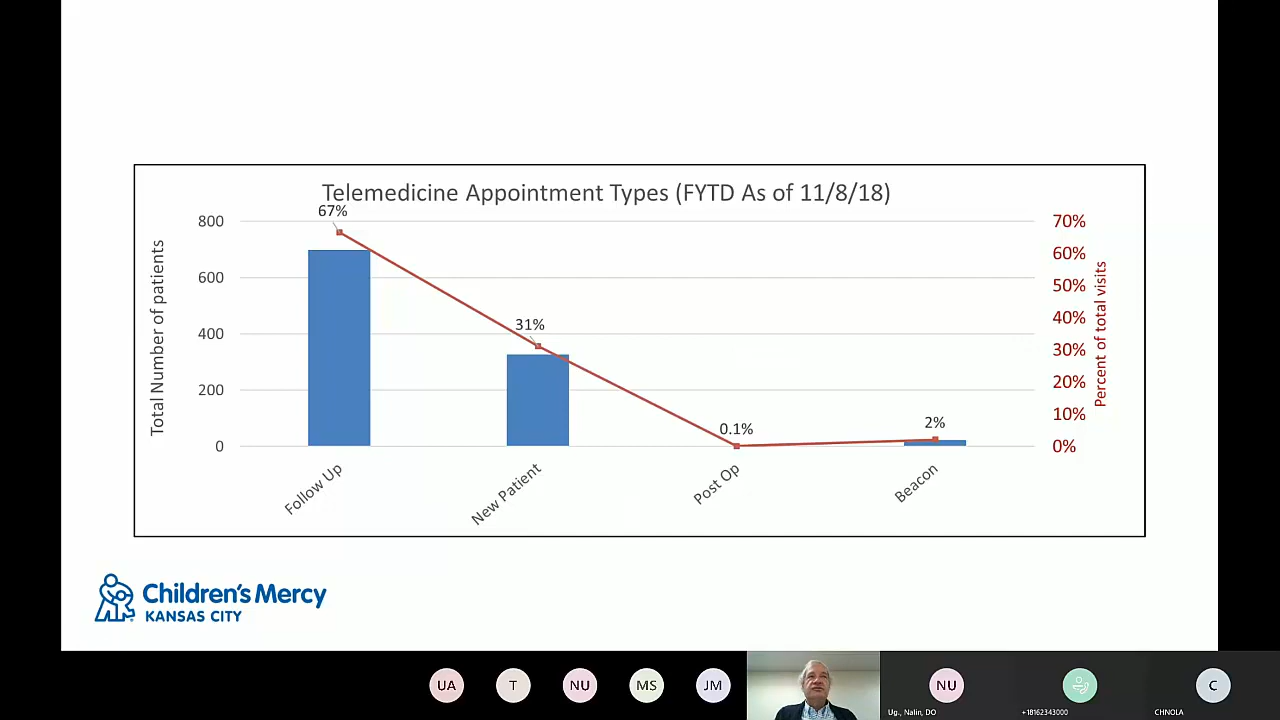 Telemedicine Appointment Types (FYTD As of 11/8/18)
67%
800
70%
60%
600
50%
31%
40%
400
30%
20%
200
10%
0.1%
2%
0
0%
Total Number of patients
Percent of total visits
Follow Up
New Patient
Post Op
Beacon
Children's Mercy
KANSAS CITY
UA
T
NU
MS
JM
NU
C
Ug., Nalin, DO
+18162343000
CHNOLA